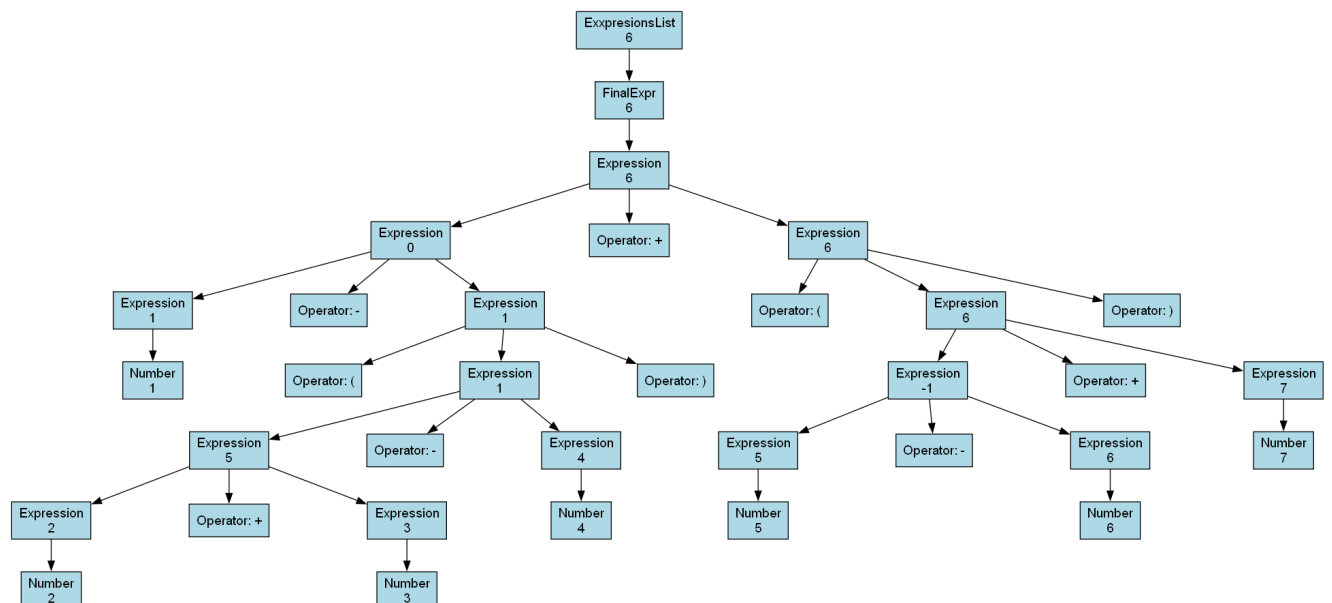 ExxpresionsList
6
FinalExpr
6
Expression
6
Expression
0
Operator: +
Expression
6
Expression
1
Operator: -
Expression
1
Operator: (
Expression
6
Operator: )
Number
1
Operator: (
Expression
1
Operator: )
Expression
-1
Operator: +
Expression
7
Expression
5
Operator: -
Expression
4
Expression
5
Operator: -
Expression
6
Number
7
Expression
2
Operator: +
Expression
3
Number
4
Number
5
Number
6
Number
2
Number
3